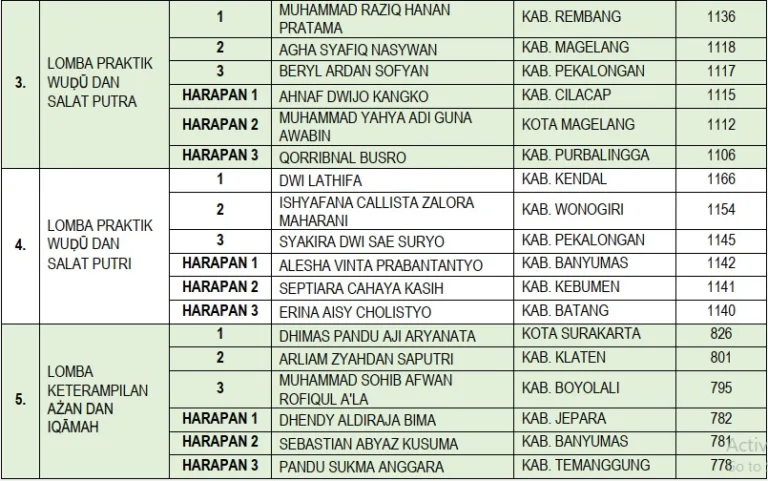 3. LOMBA PRAKTIK WUḌŪ DAN SALAT PUTRA
1 MUHAMMAD RAZIQ HANAN PRATAMA KAB. REMBANG 1136
2 AGHA SYAFIQ NASYWAN KAB. MAGELANG 1118
3 BERYL ARDAN SOFYAN KAB. PEKALONGAN 1117
HARAPAN 1 AHNAF DWIJO KANGKO KAB. CILACAP 1115
HARAPAN 2 MUHAMMAD YAHYA ADI GUNA AWABIN KOTA MAGELANG 1112
HARAPAN 3 QORRIBNAL BUSRO KAB. PURBALINGGA 1106
4. LOMBA PRAKTIK WUḌŪ DAN SALAT PUTRI
1 DWI LATHIFA KAB. KENDAL 1166
2 ISHYAFANA CALLISTA ZALORA MAHARANI KAB. WONOGIRI 1154
3 SYAKIRA DWI SAE SURYO KAB. PEKALONGAN 1145
HARAPAN 1 ALESHA VINTA PRABANTANTYO KAB. BANYUMAS 1142
HARAPAN 2 SEPTIARA CAHAYA KASIH KAB. KEBUMEN 1141
HARAPAN 3 ERINA AISY CHOLISTYO KAB. BATANG 1140
5. LOMBA KETERAMPILAN AŻAN DAN IQĀMAH
1 DHIMAS PANDU AJI ARYANATA KOTA SURAKARTA 826
2 ARLIAM ZYAHDAN SAPUTRI KAB. KLATEN 801
3 MUHAMMAD SOHIB AFWAN ROFIQUL A'LA KAB. BOYOLALI 795
HARAPAN 1 DHENDY ALDIRAJA BIMA KAB. JEPARA 782
HARAPAN 2 SEBASTIAN ABYAZ KUSUMA KAB. BANYUMAS 781
HARAPAN 3 PANDU SUKMA ANGGARA KAB. TEMANGGUNG 778
Activ
Go to